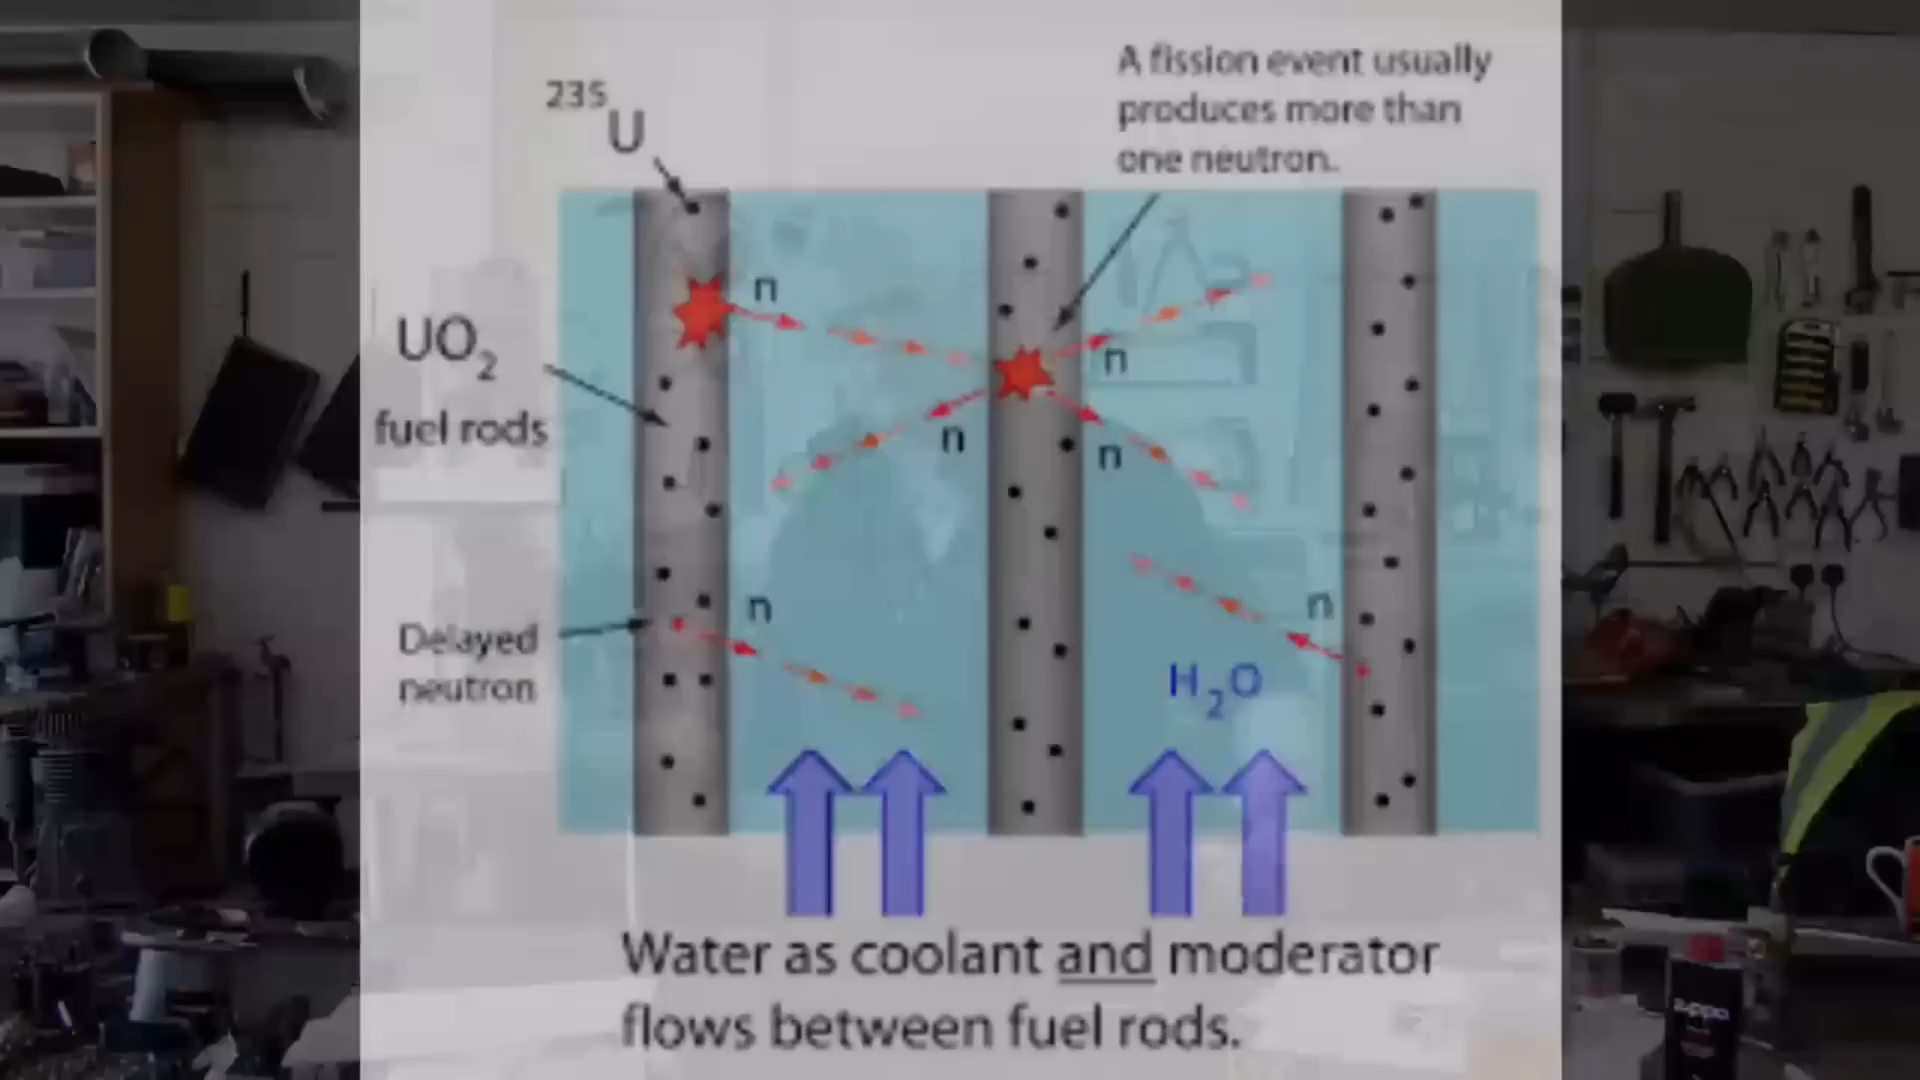 A fission event usually
produces more than
one neutron.
235
U
n
UO2
fuel rods
n
n
n
n
n
Delayed
neutron
H2O
Water as coolant and moderator
flows between fuel rods.
zippo